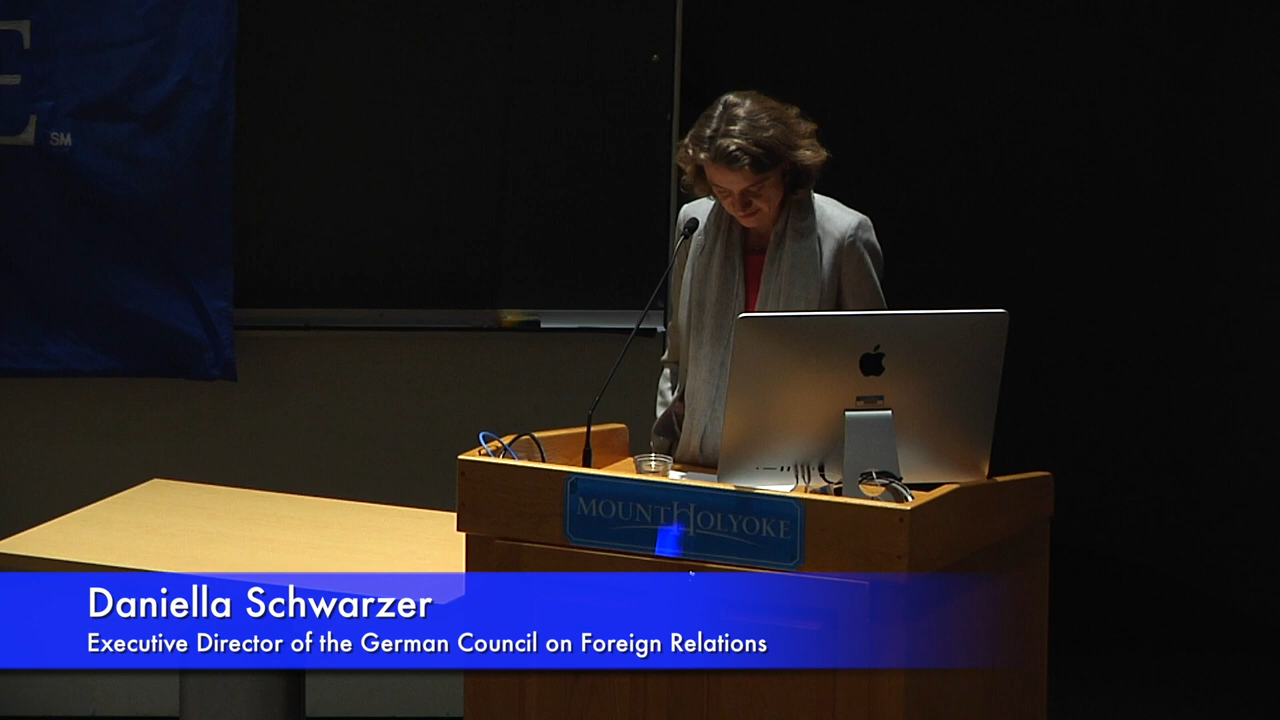 E
SM
MOUNT HOLYOKE
Daniella Schwarzer
Executive Director of the German Council on Foreign Relations